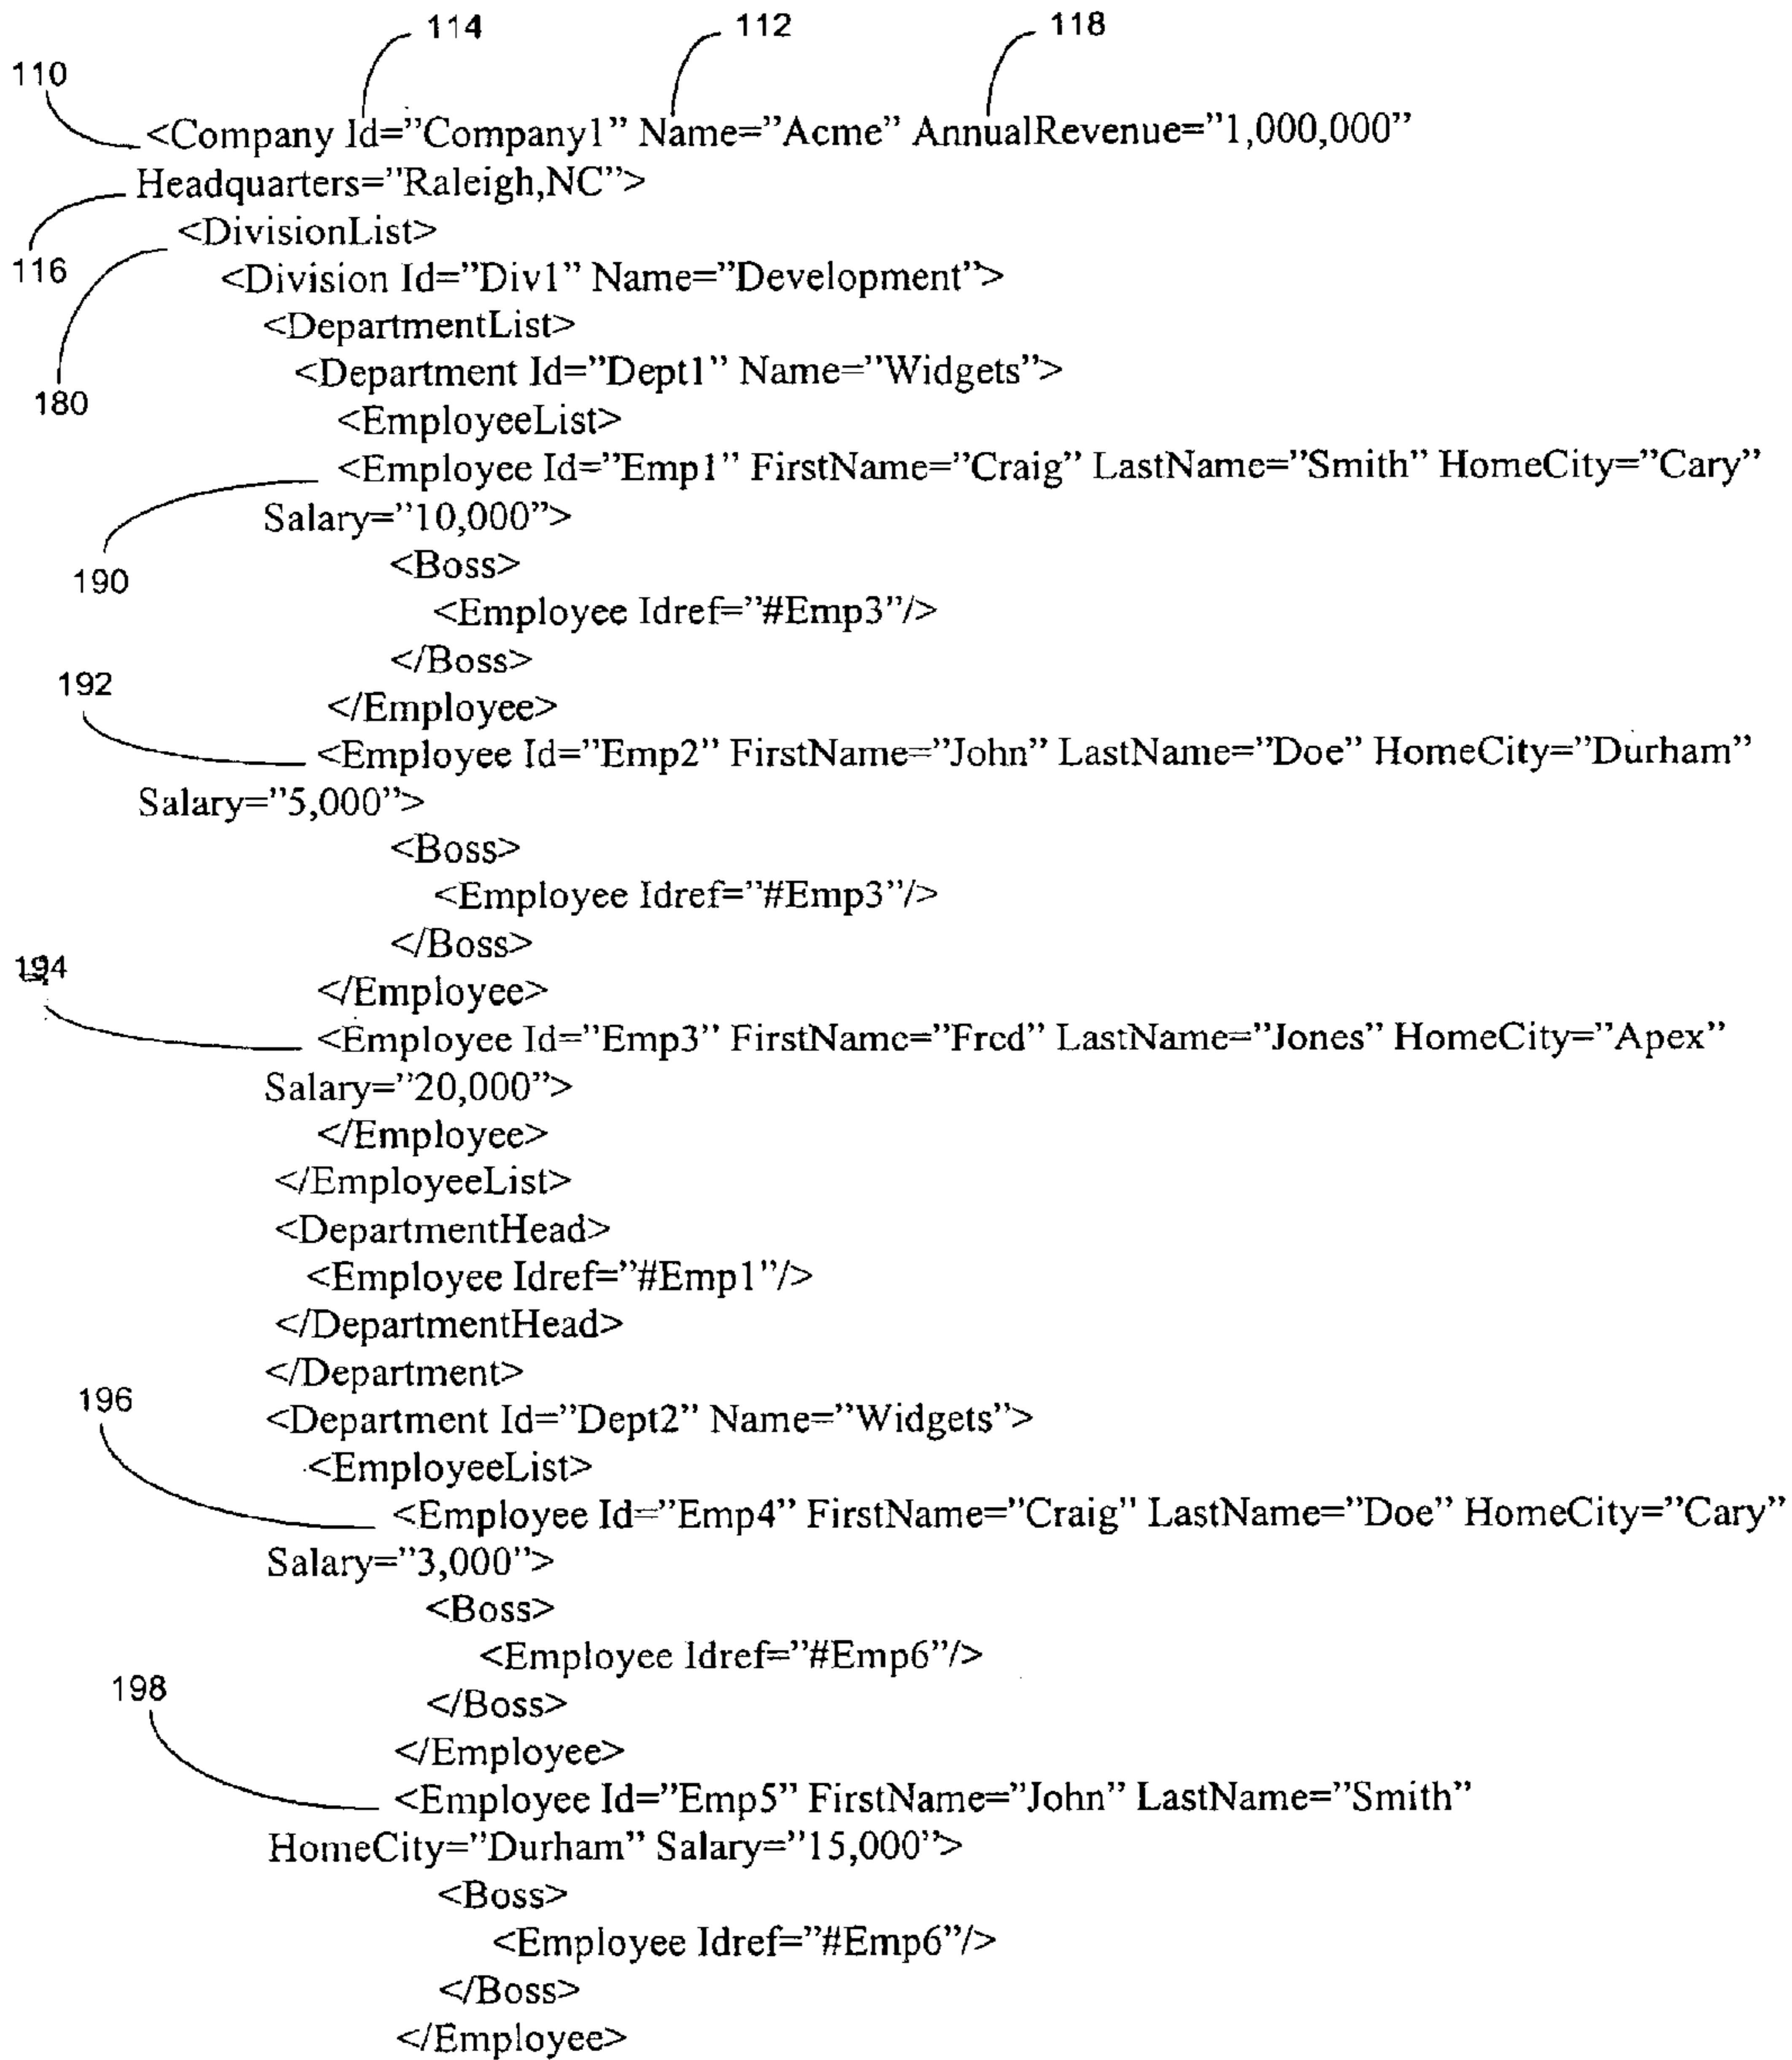 114 112 118
110
<Company Id=”Company1” Name=”Acme” AnnualRevenue=”1,000,000”
Headquarters=”Raleigh,NC”>
<DivisionList>
116
<Division Id=”Div1” Name=”Development”>
<DepartmentList>
<Department Id=”Dept1” Name=”Widgets”>
180
<EmployeeList>
<Employee Id=”Emp1” FirstName=”Craig” LastName=”Smith” HomeCity=”Cary”
Salary=”10,000”>
<Boss>
190
<Employee Idref=”#Emp3”/>
</Boss>
192
</Employee>
<Employee Id=”Emp2” FirstName=”John” LastName=”Doe” HomeCity=”Durham”
Salary=”5,000”>
<Boss>
<Employee Idref=”#Emp3”/>
</Boss>
194
</Employee>
<Employee Id=”Emp3” FirstName=”Fred” LastName=”Jones” HomeCity=”Apex”
Salary=”20,000”>
</Employee>
</EmployeeList>
<DepartmentHead>
<Employee Idref=”#Emp1”/>
</DepartmentHead>
</Department>
196
<Department Id=”Dept2” Name=”Widgets”>
<EmployeeList>
<Employee Id=”Emp4” FirstName=”Craig” LastName=”Doe” HomeCity=”Cary”
Salary=”3,000”>
<Boss>
<Employee Idref=”#Emp6”/>
198
</Boss>
</Employee>
<Employee Id=”Emp5” FirstName=”John” LastName=”Smith”
HomeCity=”Durham” Salary=”15,000”>
<Boss>
<Employee Idref=”#Emp6”/>
</Boss>
</Employee>